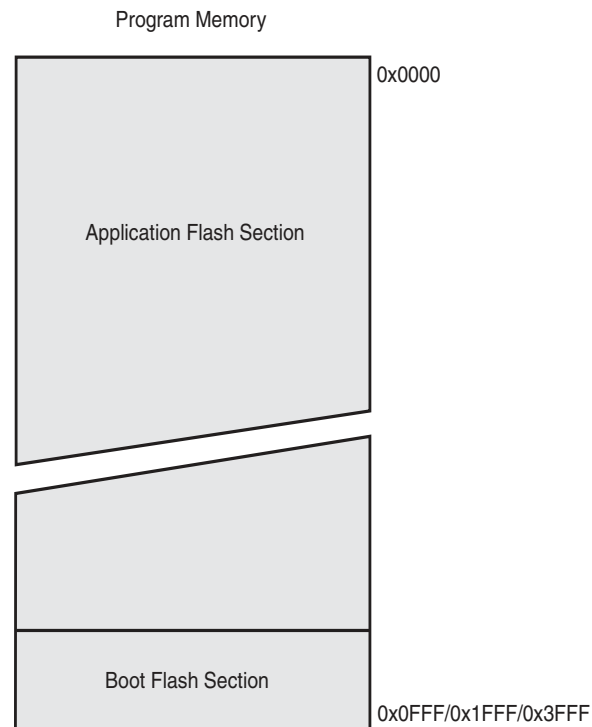 Program Memory
0x0000
Application Flash Section
Boot Flash Section
0x0FFF/0x1FFF/0x3FFF